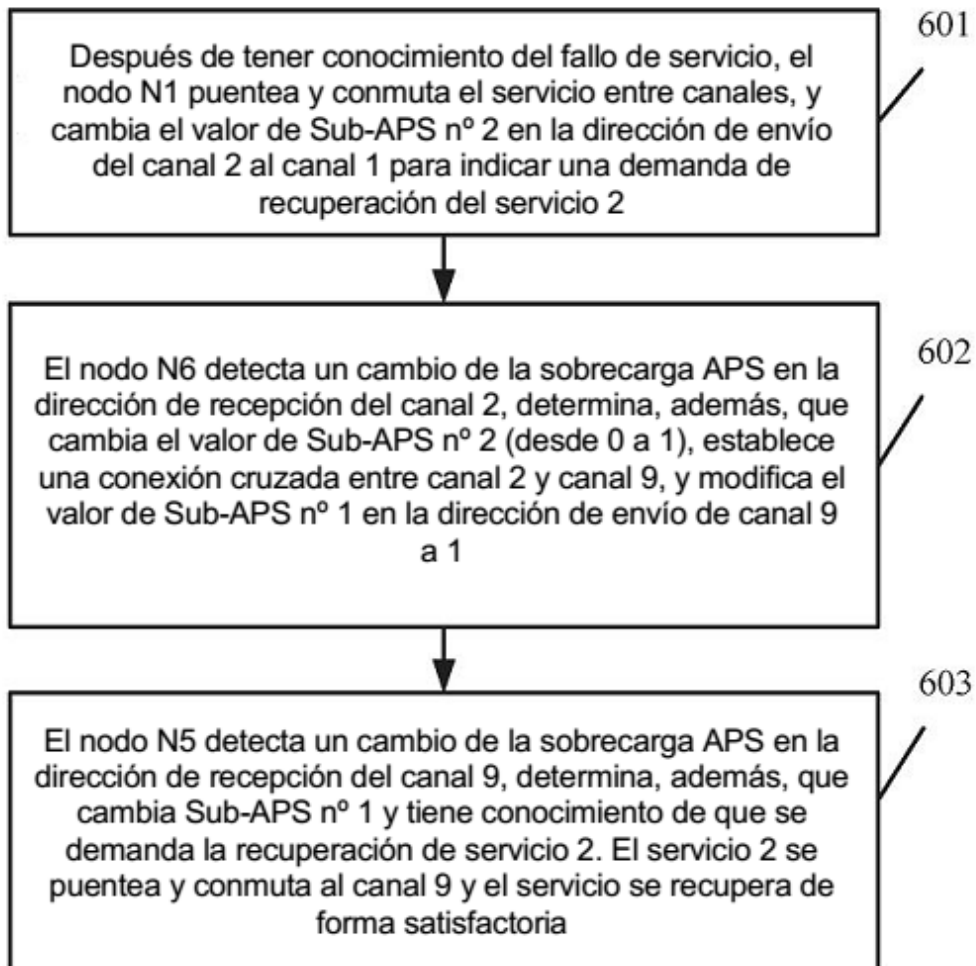 601
Después de tener conocimiento del fallo de servicio, el
nodo N1 puentea y conmuta el servicio entre canales, y
cambia el valor de Sub-APS nº 2 en la dirección de envío
del canal 2 al canal 1 para indicar una demanda de
recuperación del servicio 2
602
El nodo N6 detecta un cambio de la sobrecarga APS en la
dirección de recepción del canal 2, determina, además, que
cambia el valor de Sub-APS nº 2 (desde 0 a 1), establece
una conexión cruzada entre canal 2 y canal 9, y modifica el
valor de Sub-APS nº 1 en la dirección de envío de canal 9
a 1
603
El nodo N5 detecta un cambio de la sobrecarga APS en la
dirección de recepción del canal 9, determina, además, que
cambia Sub-APS nº 1 y tiene conocimiento de que se
demanda la recuperación de servicio 2. El servicio 2 se
puentea y conmuta al canal 9 y el servicio se recupera de
forma satisfactoria